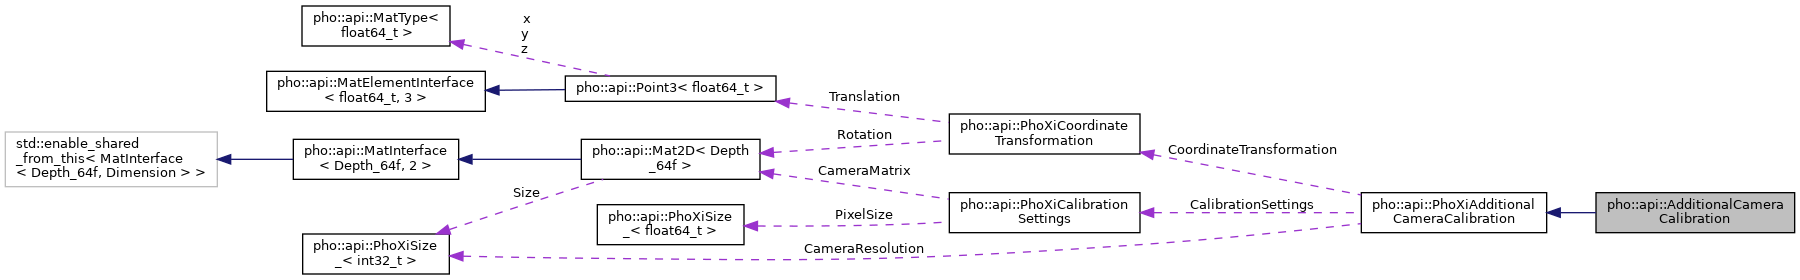 pho::api::MatType<
float64_t >
x
y
z
pho::api::MatElementInterface
< float64_t, 3 >
pho::api::Point3< float64_t >
Translation
pho::api::PhoXiCoordinate
Transformation
Rotation
std::enable_shared
_from_this< MatInterface
< Depth_64f, Dimension > >
pho::api::MatInterface
< Depth_64f, 2 >
pho::api::Mat2D< Depth
_64f >
CoordinateTransformation
CameraMatrix
Size
pho::api::PhoXiCalibration
Settings
CalibrationSettings
pho::api::PhoXiAdditional
CameraCalibration
pho::api::AdditionalCamera
Calibration
pho::api::PhoXiSize
_< float64_t >
PixelSize
pho::api::PhoXiSize
_< int32_t >
CameraResolution